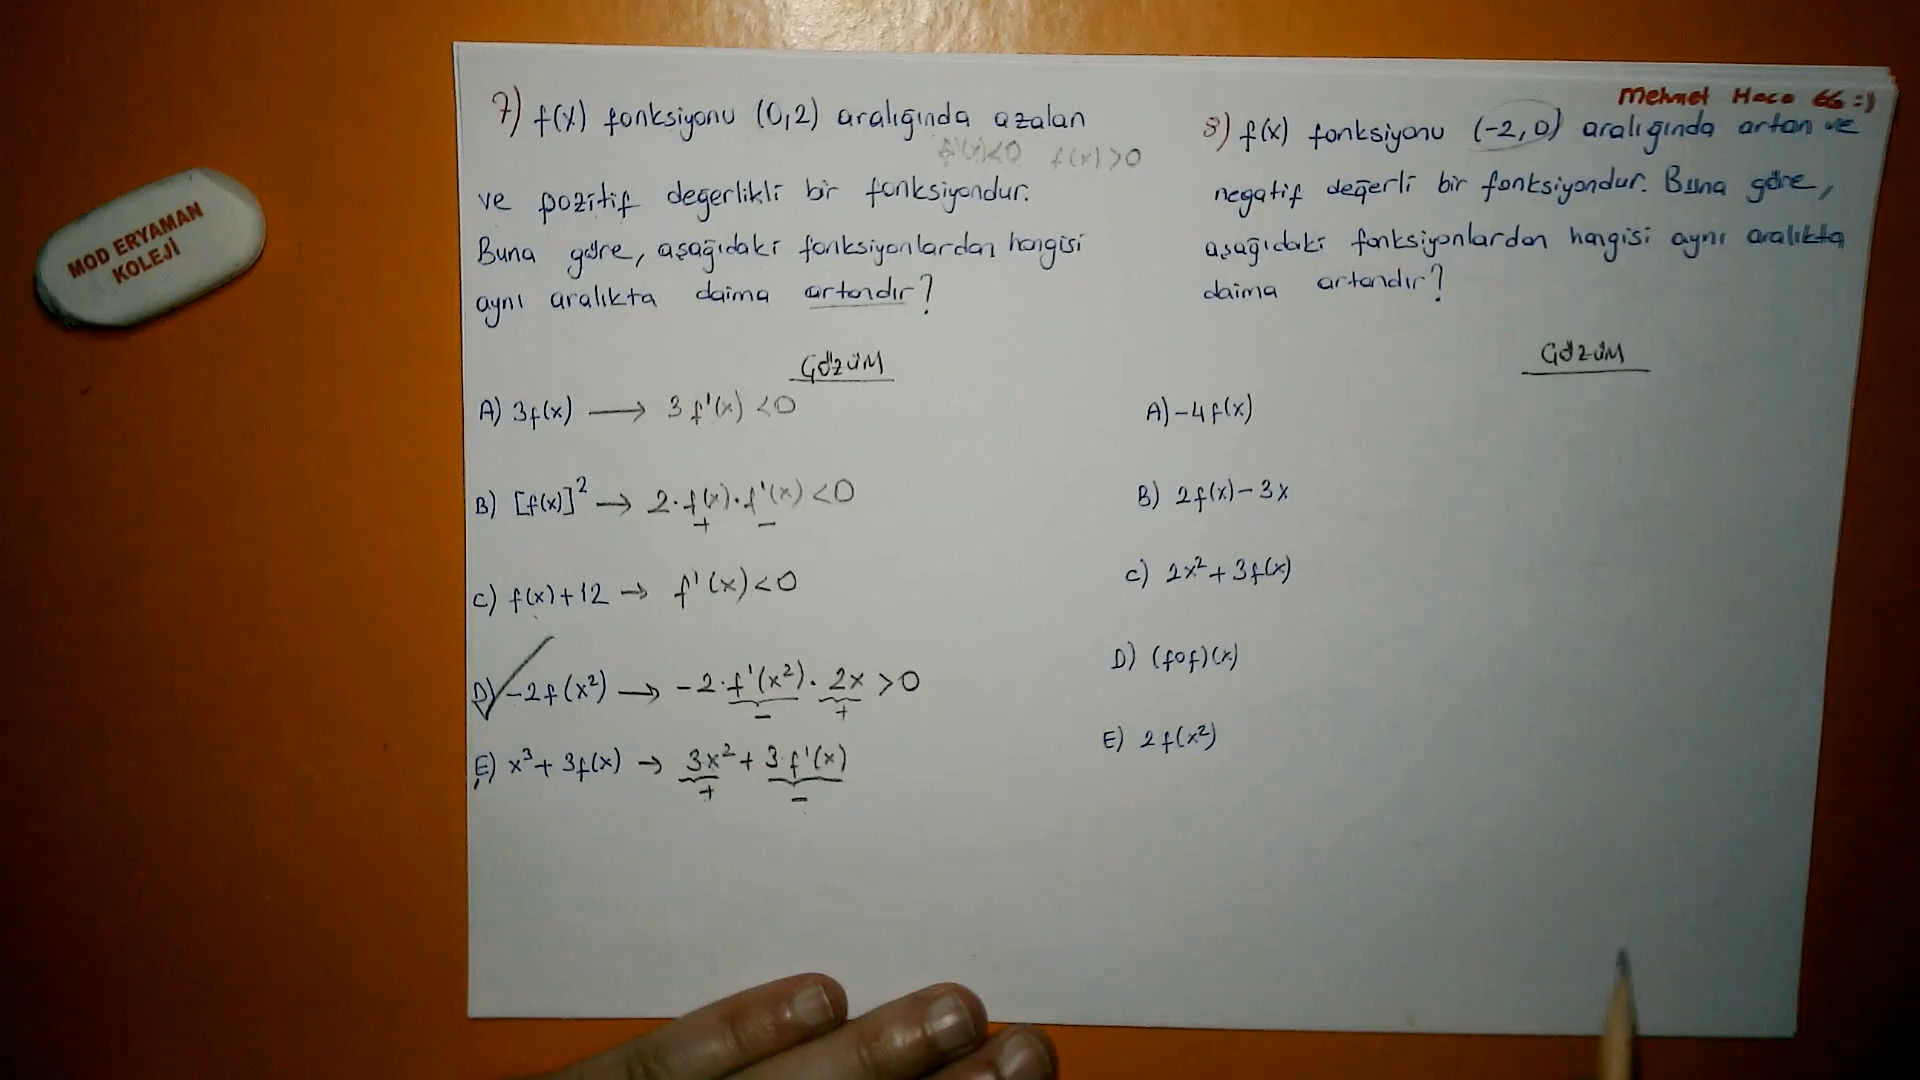 MOD ERYAMAN
KOLEJİ
7) f(x) fonksiyonu (0,2) aralığında azalan
f'(x)<0 f(x)>0
ve pozitif değerlikli bir fonksiyondur.
Buna göre, aşağıdaki fonksiyonlardan hangisi
aynı aralıkta daima artandır?
ÇÖZÜM
A) 3f(x) → 3f'(x) <0
B) [f(x)]² → 2·f(x)·f'(x) <0
+ −
C) f(x)+12 → f'(x)<0
D) -2f(x²) → -2·f'(x²)·2x >0
− +
E) x³+3f(x) → 3x²+3·f'(x)
+ −
Mehmet Hoca 66 :)
8) f(x) fonksiyonu (-2,0) aralığında artan ve
negatif değerli bir fonksiyondur. Buna göre,
aşağıdaki fonksiyonlardan hangisi aynı aralıkta
daima artandır?
ÇÖZÜM
A) -4f(x)
B) 2f(x)-3x
C) 2x²+3f(x)
D) (fof)(x)
E) 2f(x²)